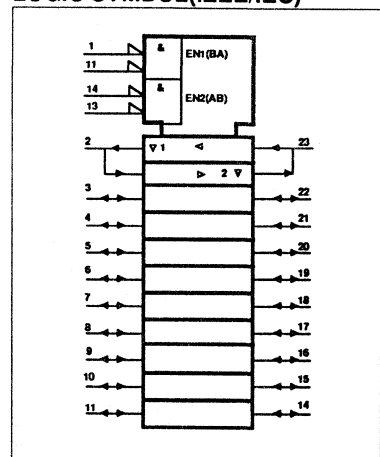 LOGIC SYMBOL(IEEE/IEC)
1 & EN1(BA)
11
14 & EN2(AB)
13
2 ▽ 1 ◁ 23
▷ 2 ▽
3 22
4 21
5 20
6 19
7 18
8 17
9 16
10 15
11 14